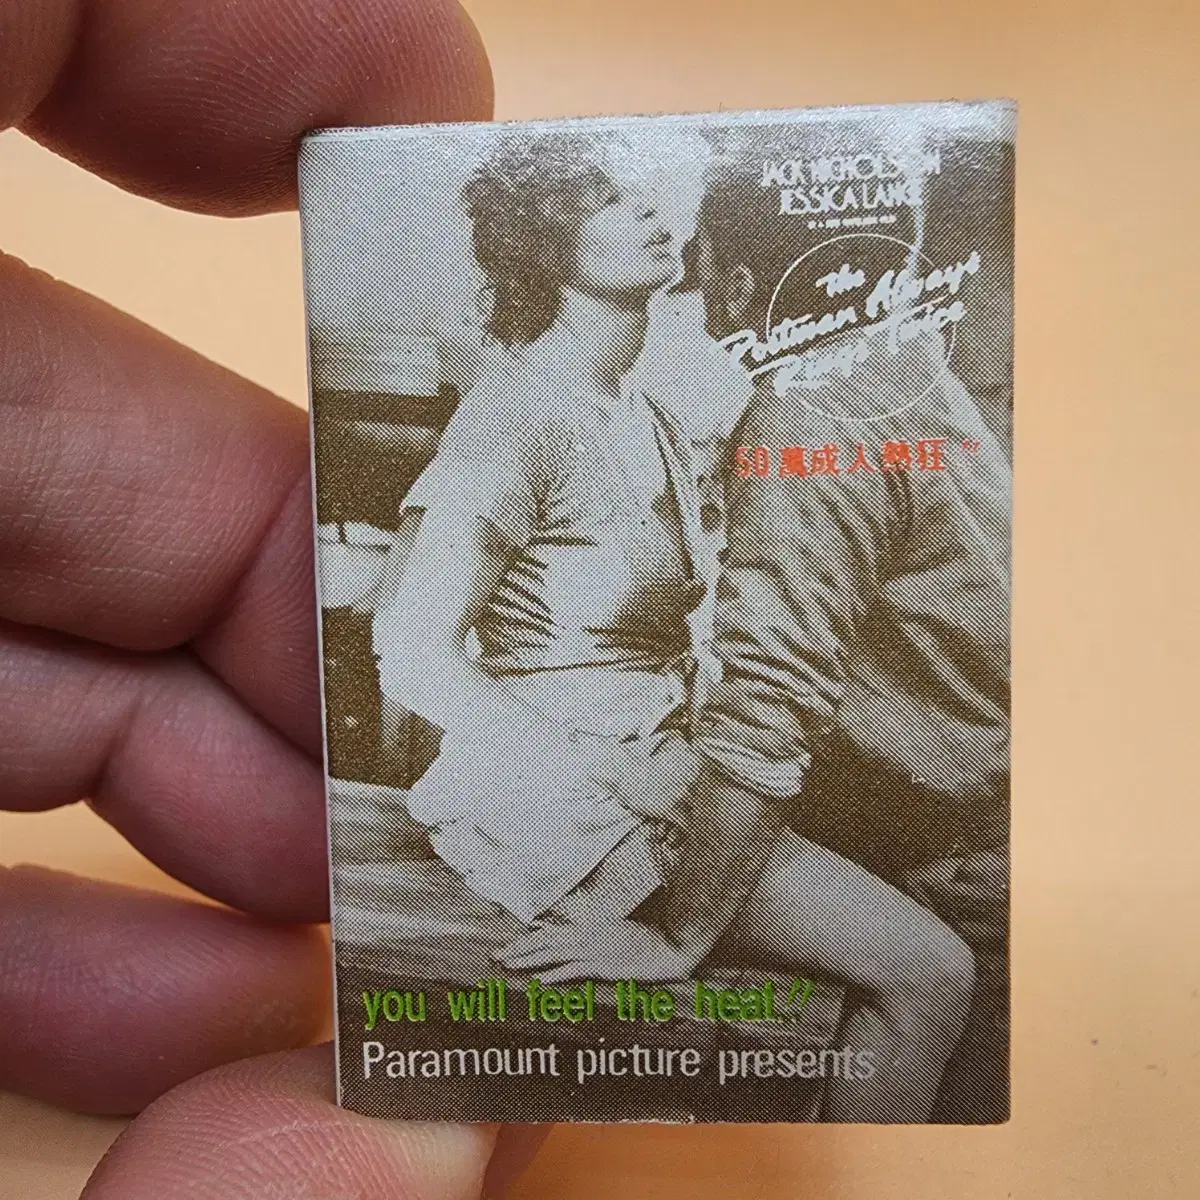 JACK NICHOLSON
JESSICA LANGE
The
Postman Always
Rings Twice
50萬成人熱狂"
you will feel the heat!!
Paramount picture presents